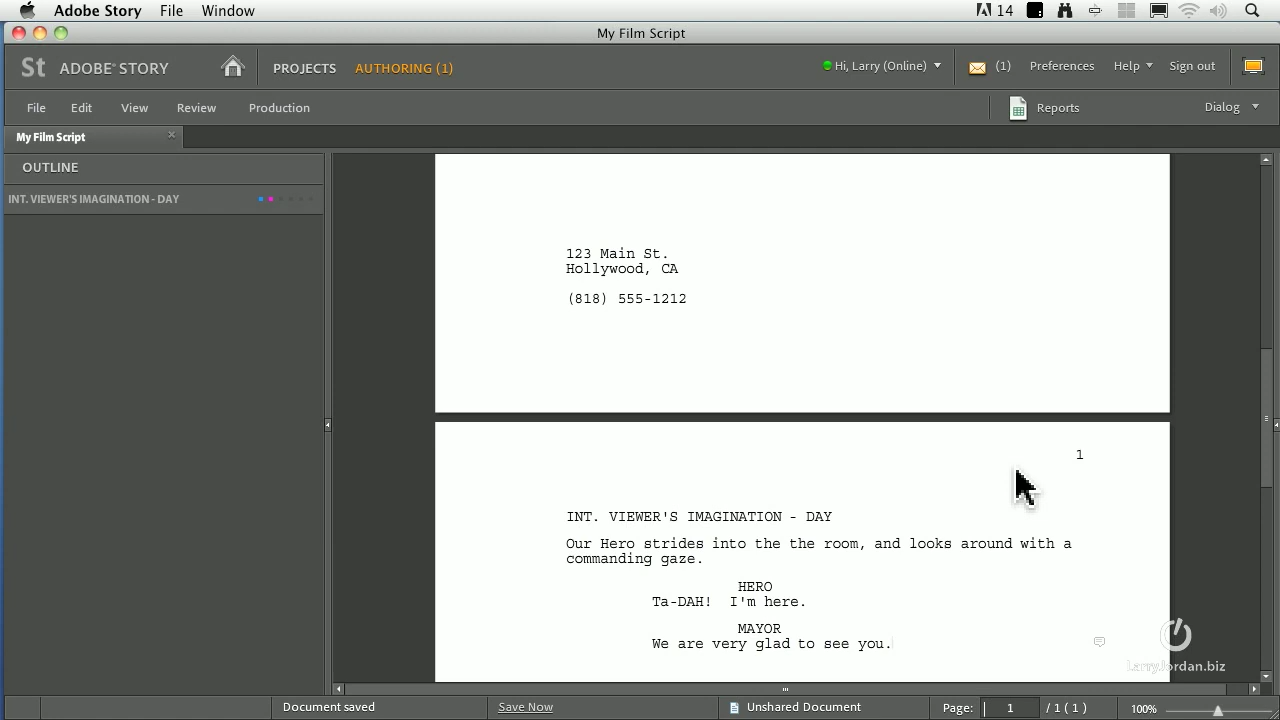 Adobe Story File Window 14
My Film Script
St ADOBE® STORY PROJECTS AUTHORING (1) Hi, Larry (Online) (1) Preferences Help Sign out
File Edit View Review Production Reports Dialog
My Film Script
OUTLINE
INT. VIEWER'S IMAGINATION - DAY
123 Main St.
Hollywood, CA
(818) 555-1212
1
INT. VIEWER'S IMAGINATION - DAY
Our Hero strides into the the room, and looks around with a
commanding gaze.
HERO
Ta-DAH! I'm here.
MAYOR
We are very glad to see you.
LarryJordan.biz
Document saved Save Now Unshared Document Page: 1 / 1 ( 1 ) 100%